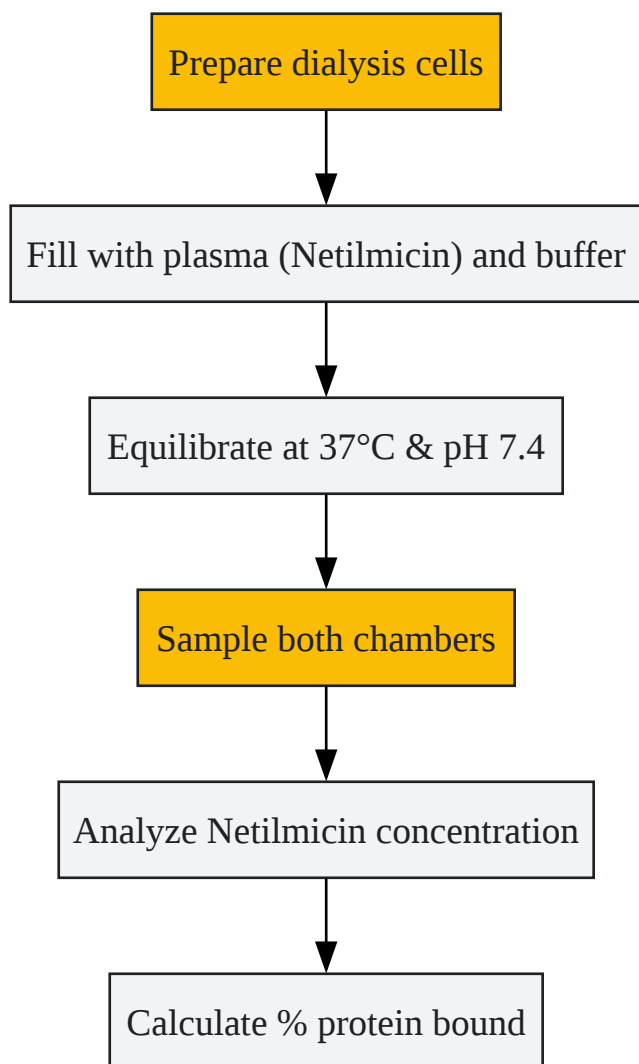 Prepare dialysis cells
Fill with plasma (Netilmicin) and buffer
Equilibrate at 37°C & pH 7.4
Sample both chambers
Analyze Netilmicin concentration
Calculate % protein bound